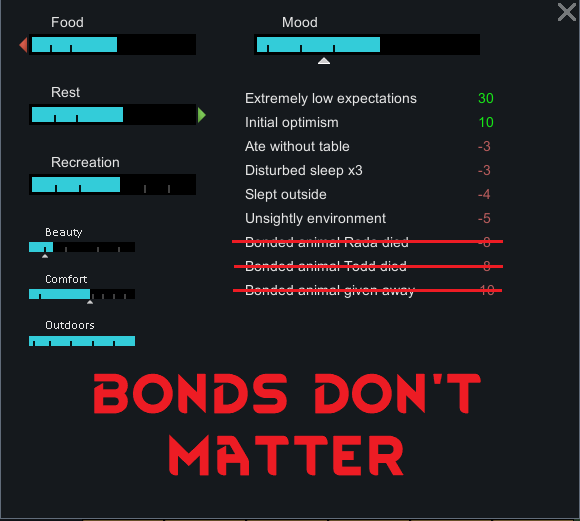 Food
Mood
Rest
Recreation
Beauty
Comfort
Outdoors
Extremely low expectations 30
Initial optimism 10
Ate without table -3
Disturbed sleep x3 -3
Slept outside -4
Unsightly environment -5
Bonded animal Rada died -8
Bonded animal Todd died -8
Bonded animal given away -10
BONDS DON'T
MATTER